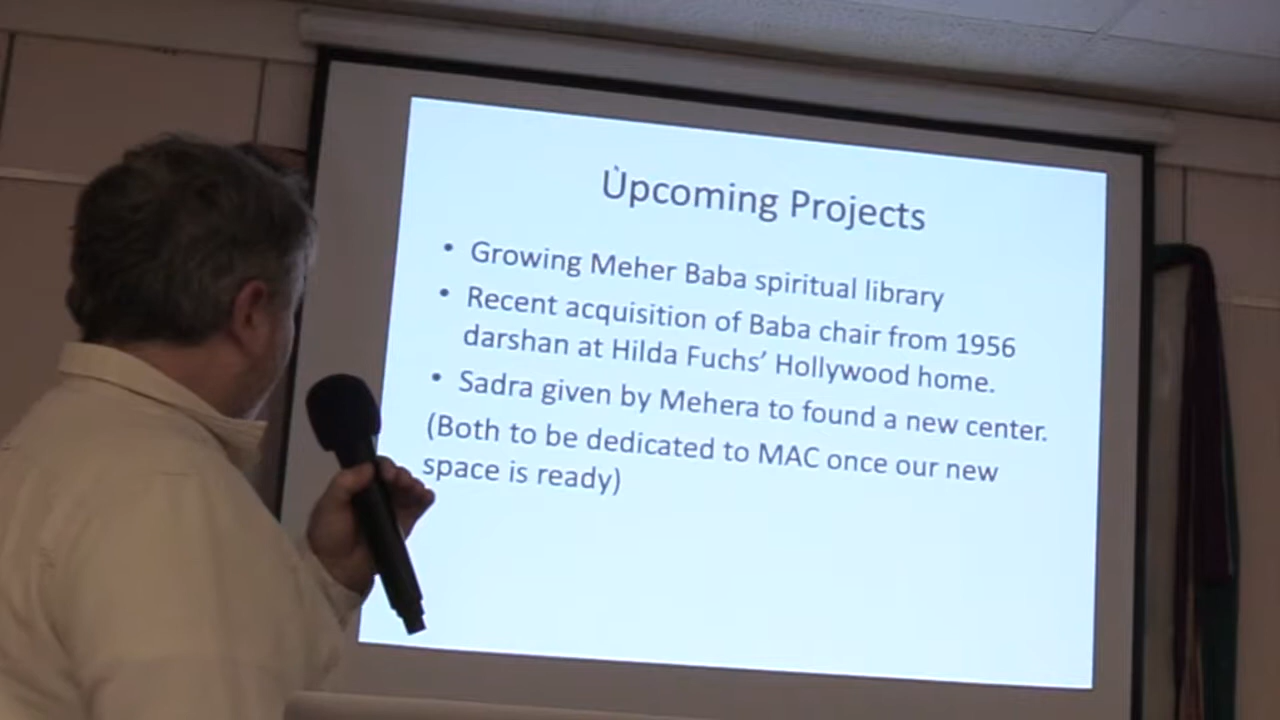 Upcoming Projects
• Growing Meher Baba spiritual library
• Recent acquisition of Baba chair from 1956
darshan at Hilda Fuchs’ Hollywood home.
• Sadra given by Mehera to found a new center.
(Both to be dedicated to MAC once our new
space is ready)